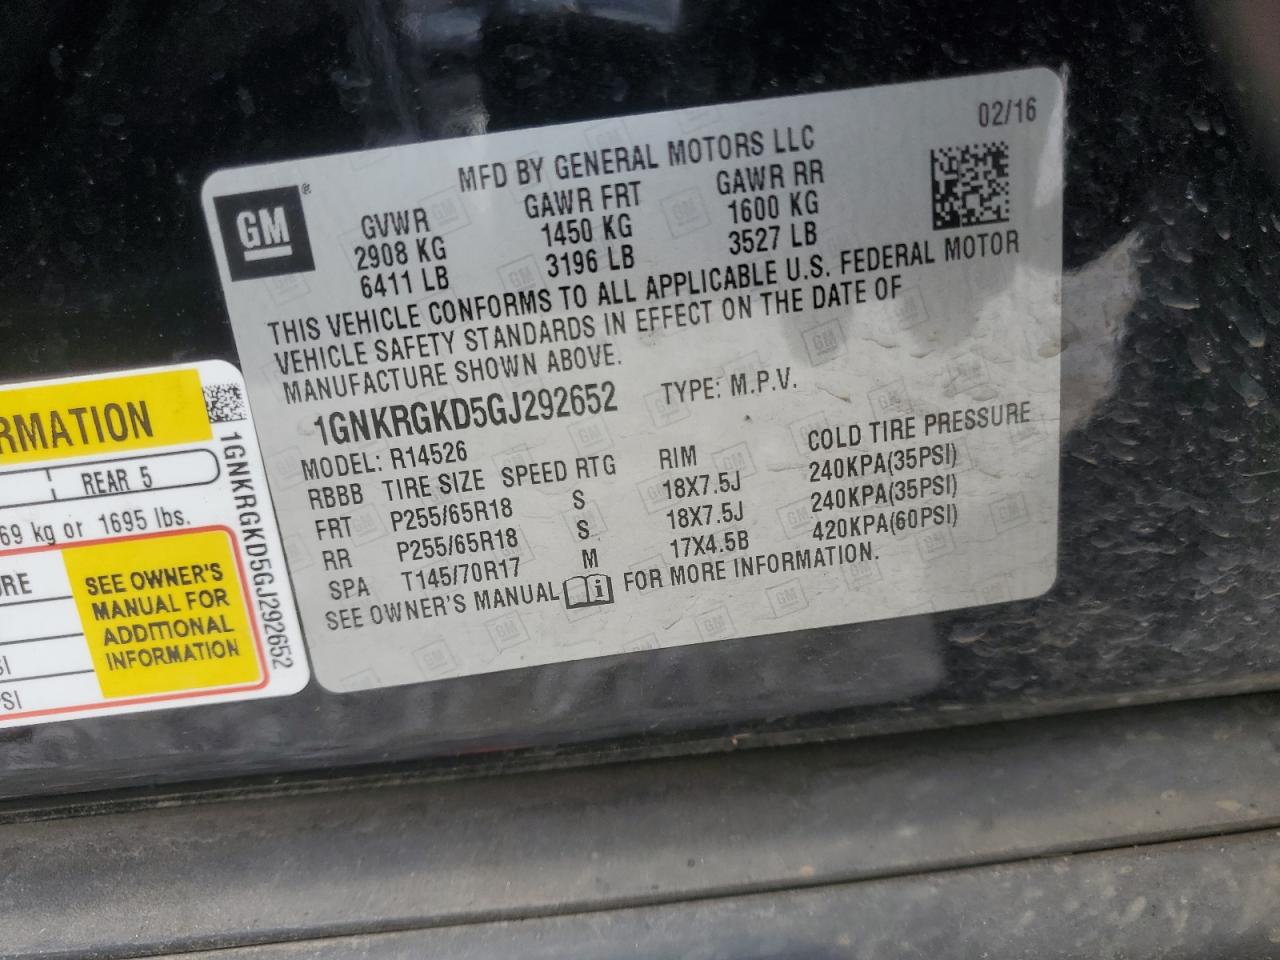 02/16
MFD BY GENERAL MOTORS LLC
GM®
GVWR GAWR FRT GAWR RR
2908 KG 1450 KG 1600 KG
6411 LB 3196 LB 3527 LB
THIS VEHICLE CONFORMS TO ALL APPLICABLE U.S. FEDERAL MOTOR
VEHICLE SAFETY STANDARDS IN EFFECT ON THE DATE OF
MANUFACTURE SHOWN ABOVE.
1GNKRGKD5GJ292652 TYPE: M.P.V.
MODEL: R14526
RBBB TIRE SIZE SPEED RTG RIM COLD TIRE PRESSURE
FRT P255/65R18 S 18X7.5J 240KPA(35PSI)
RR P255/65R18 S 18X7.5J 240KPA(35PSI)
SPA T145/70R17 M 17X4.5B 420KPA(60PSI)
SEE OWNER'S MANUAL FOR MORE INFORMATION.
RMATION
REAR 5
69 kg or 1695 lbs.
RE
SI
PSI
SEE OWNER'S
MANUAL FOR
ADDITIONAL
INFORMATION
1GNKRGKD5GJ292652